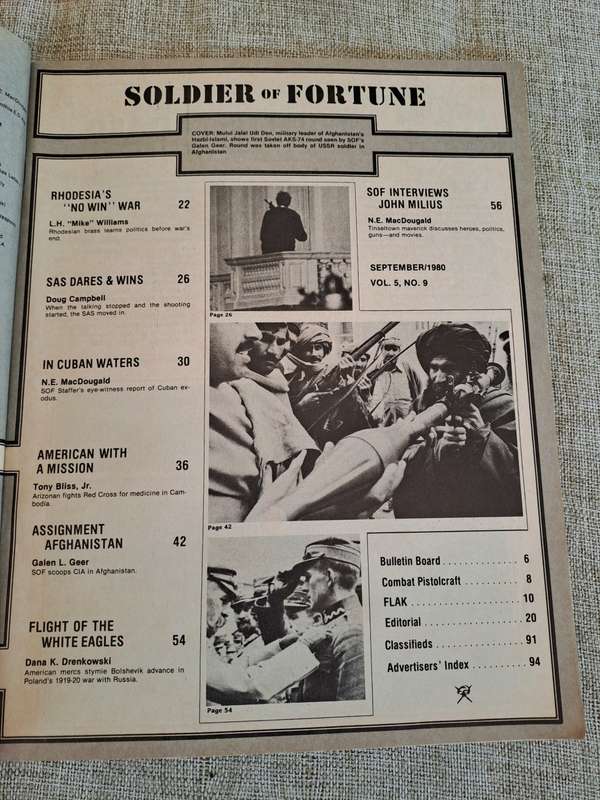 SOLDIER OF FORTUNE
COVER: Mului Jalal Udi Den, military leader of Afghanistan's
Hezbi-Islami, shows first Soviet AKS-74 round seen by SOF's
Galen Geer. Round was taken off body of USSR soldier in
Afghanistan
RHODESIA'S
"NO WIN" WAR 22
L.H. "Mike" Williams
Rhodesian brass learns politics before war's
end.
SAS DARES & WINS 26
Doug Campbell
When the talking stopped and the shooting
started, the SAS moved in.
IN CUBAN WATERS 30
N.E. MacDougald
SOF Staffer's eye-witness report of Cuban ex-
odus.
AMERICAN WITH
A MISSION 36
Tony Bliss, Jr.
Arizonan fights Red Cross for medicine in Cam-
bodia.
ASSIGNMENT
AFGHANISTAN 42
Galen L. Geer
SOF scoops CIA in Afghanistan.
FLIGHT OF THE
WHITE EAGLES 54
Dana K. Drenkowski
American mercs stymie Bolshevik advance in
Poland's 1919-20 war with Russia.
Page 26
Page 42
Page 54
SOF INTERVIEWS
JOHN MILIUS 56
N.E. MacDougald
Tinseltown maverick discusses heroes, politics,
guns—and movies.
SEPTEMBER/1980
VOL. 5, NO. 9
Bulletin Board . . . . . . . . . . . . . 6
Combat Pistolcraft . . . . . . . . . . 8
FLAK . . . . . . . . . . . . . . . . . . 10
Editorial . . . . . . . . . . . . . . . . 20
Classifieds . . . . . . . . . . . . . . 91
Advertisers' Index . . . . . . . . . . 94